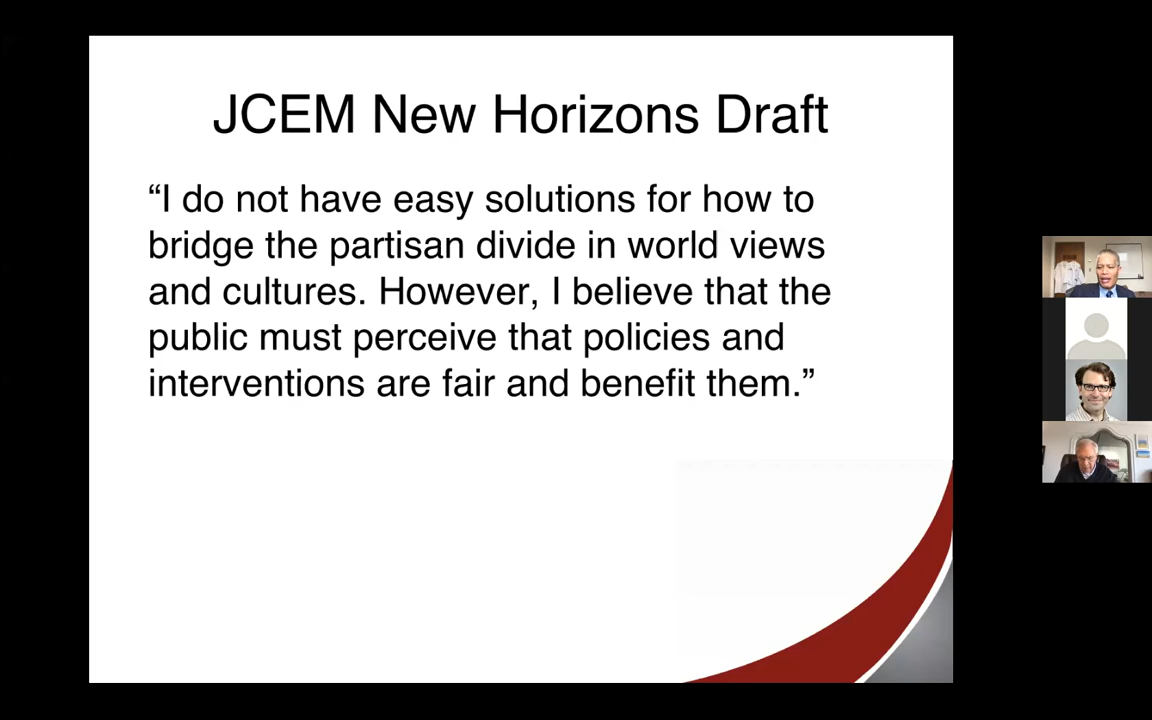 JCEM New Horizons Draft
“I do not have easy solutions for how to
bridge the partisan divide in world views
and cultures. However, I believe that the
public must perceive that policies and
interventions are fair and benefit them.”